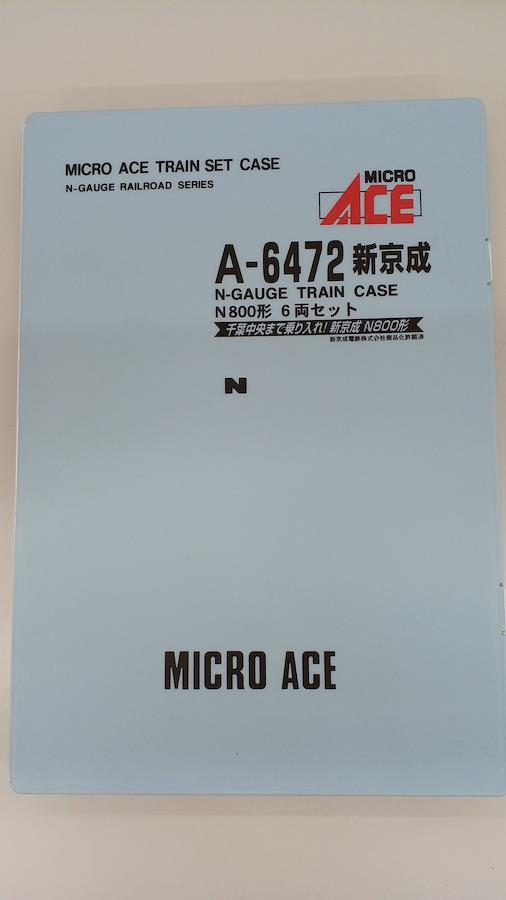 MICRO ACE TRAIN SET CASE
N-GAUGE RAILROAD SERIES
MICRO
ACE
A-6472 新京成
N-GAUGE TRAIN CASE
N800形 6両セット
千葉中央まで乗り入れ! 新京成 N800形
新京成電鉄株式会社商品化許諾済
N
MICRO ACE